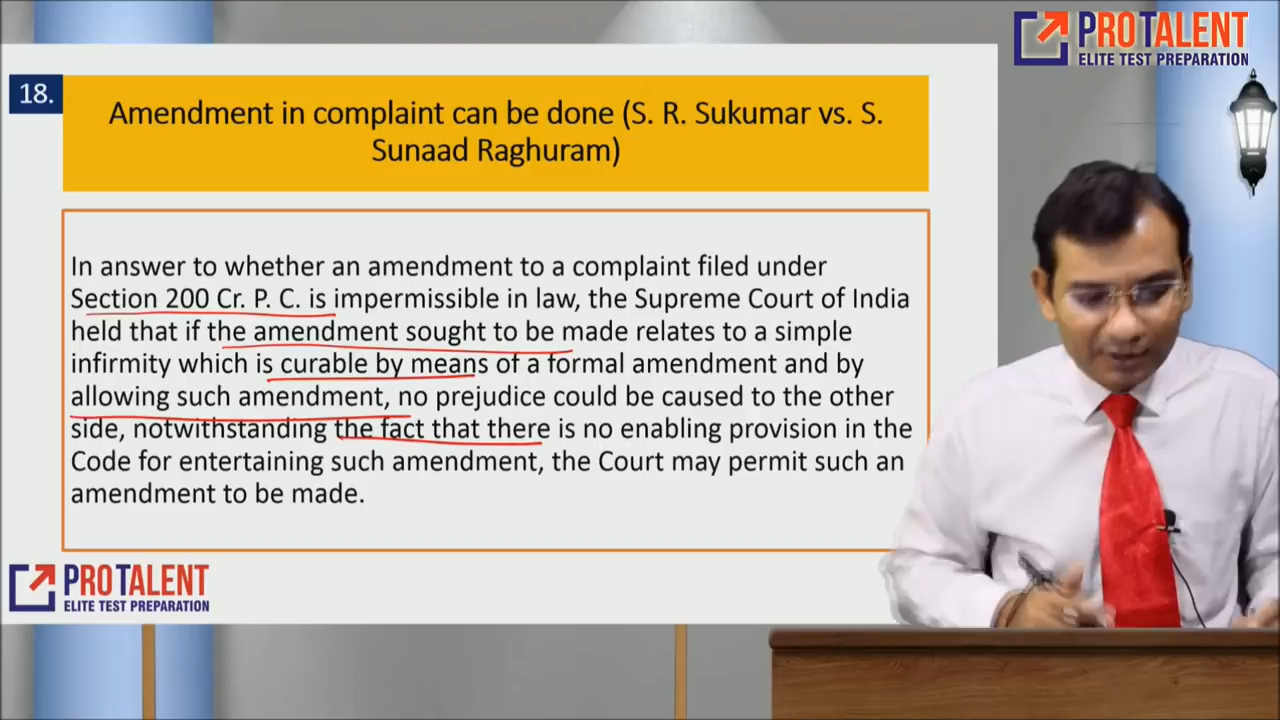 PRO TALENT
ELITE TEST PREPARATION
18.
Amendment in complaint can be done (S. R. Sukumar vs. S.
Sunaad Raghuram)
In answer to whether an amendment to a complaint filed under
Section 200 Cr. P. C. is impermissible in law, the Supreme Court of India
held that if the amendment sought to be made relates to a simple
infirmity which is curable by means of a formal amendment and by
allowing such amendment, no prejudice could be caused to the other
side, notwithstanding the fact that there is no enabling provision in the
Code for entertaining such amendment, the Court may permit such an
amendment to be made.
PRO TALENT
ELITE TEST PREPARATION